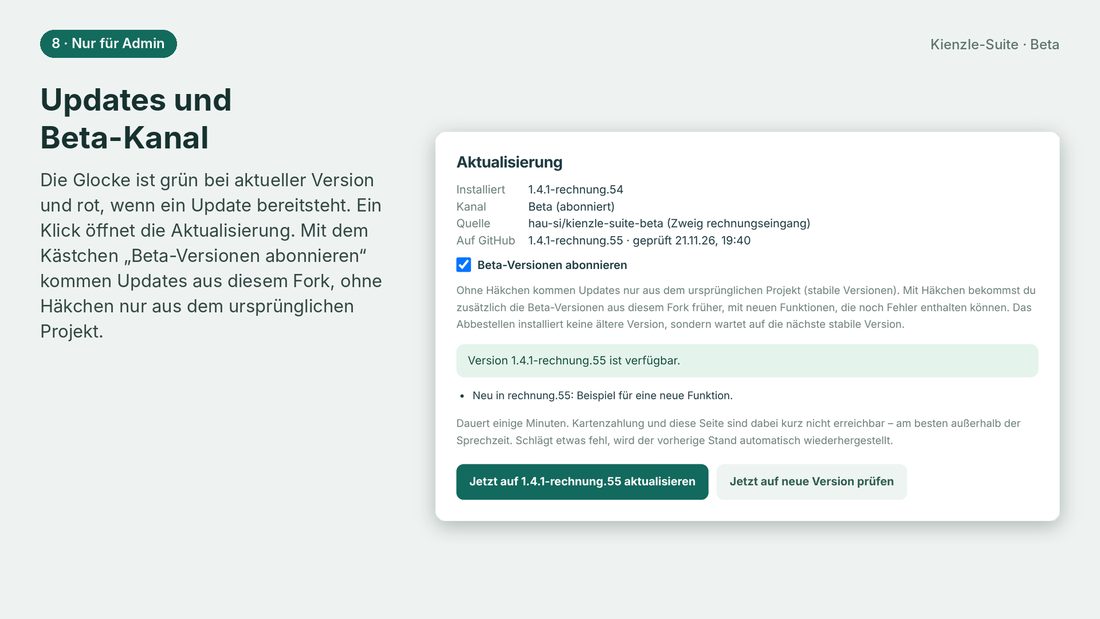 8 · Nur für Admin
Kienzle-Suite · Beta
Updates und
Beta-Kanal
Die Glocke ist grün bei aktueller Version
und rot, wenn ein Update bereitsteht. Ein
Klick öffnet die Aktualisierung. Mit dem
Kästchen „Beta-Versionen abonnieren“
kommen Updates aus diesem Fork, ohne
Häkchen nur aus dem ursprünglichen
Projekt.
Aktualisierung
Installiert 1.4.1-rechnung.54
Kanal Beta (abonniert)
Quelle hau-si/kienzle-suite-beta (Zweig rechnungseingang)
Auf GitHub 1.4.1-rechnung.55 · geprüft 21.11.26, 19:40
Beta-Versionen abonnieren
Ohne Häkchen kommen Updates nur aus dem ursprünglichen Projekt (stabile Versionen). Mit Häkchen bekommst du
zusätzlich die Beta-Versionen aus diesem Fork früher, mit neuen Funktionen, die noch Fehler enthalten können. Das
Abbestellen installiert keine ältere Version, sondern wartet auf die nächste stabile Version.
Version 1.4.1-rechnung.55 ist verfügbar.
• Neu in rechnung.55: Beispiel für eine neue Funktion.
Dauert einige Minuten. Kartenzahlung und diese Seite sind dabei kurz nicht erreichbar – am besten außerhalb der
Sprechzeit. Schlägt etwas fehl, wird der vorherige Stand automatisch wiederhergestellt.
Jetzt auf 1.4.1-rechnung.55 aktualisieren
Jetzt auf neue Version prüfen